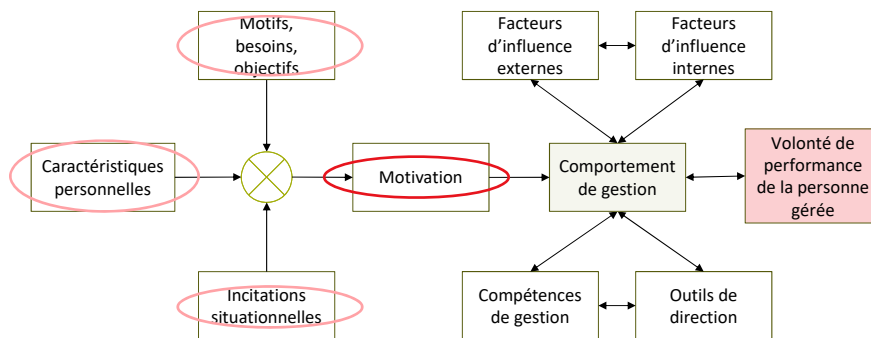 Motifs,
besoins,
objectifs
Facteurs
d’influence
externes
Facteurs
d’influence
internes
Caractéristiques
personnelles
Motivation
Comportement
de gestion
Volonté de
performance
de la personne
gérée
Incitations
situationnelles
Compétences
de gestion
Outils de
direction